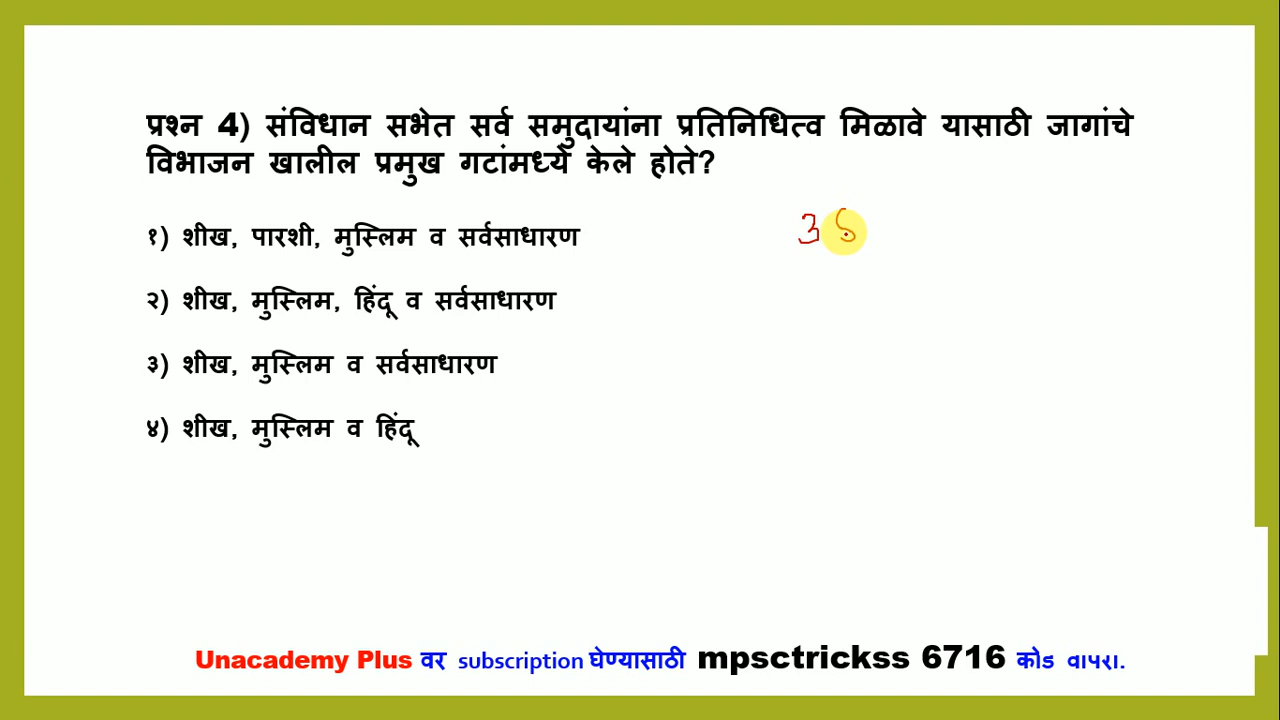 प्रश्न 4) संविधान सभेत सर्व समुदायांना प्रतिनिधित्व मिळावे यासाठी जागांचे
विभाजन खालील प्रमुख गटांमध्ये केले होते?
१) शीख, पारशी, मुस्लिम व सर्वसाधारण
२) शीख, मुस्लिम, हिंदू व सर्वसाधारण
३) शीख, मुस्लिम व सर्वसाधारण
४) शीख, मुस्लिम व हिंदू
Unacademy Plus वर subscription घेण्यासाठी mpsctrickss 6716 कोड वापरा.